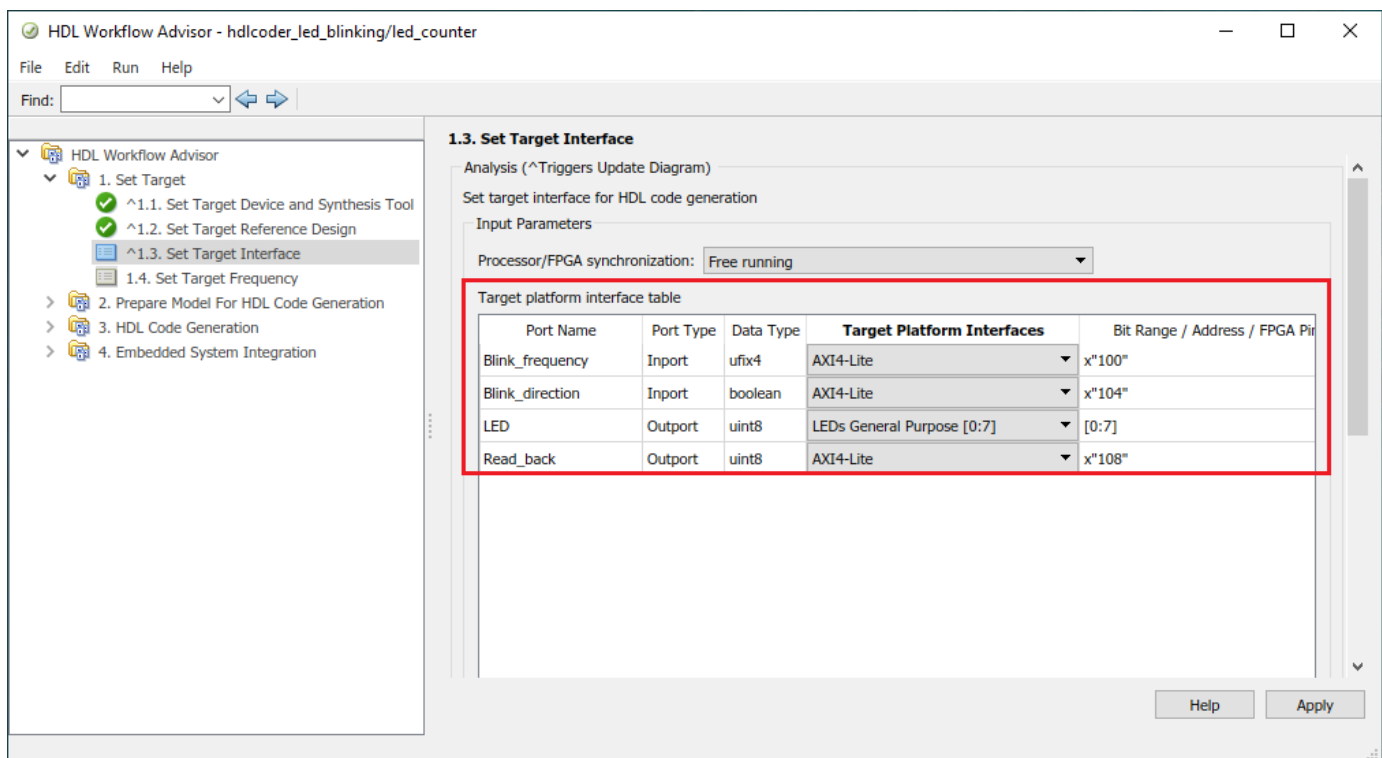 HDL Workflow Advisor - hdlcoder_led_blinking/led_counter
File Edit Run Help
Find:
HDL Workflow Advisor
1. Set Target
^1.1. Set Target Device and Synthesis Tool
^1.2. Set Target Reference Design
^1.3. Set Target Interface
1.4. Set Target Frequency
2. Prepare Model For HDL Code Generation
3. HDL Code Generation
4. Embedded System Integration
1.3. Set Target Interface
Analysis (^Triggers Update Diagram)
Set target interface for HDL code generation
Input Parameters
Processor/FPGA synchronization: Free running
Target platform interface table
Port Name Port Type Data Type Target Platform Interfaces Bit Range / Address / FPGA Pir
Blink_frequency Inport ufix4 AXI4-Lite x"100"
Blink_direction Inport boolean AXI4-Lite x"104"
LED Outport uint8 LEDs General Purpose [0:7] [0:7]
Read_back Outport uint8 AXI4-Lite x"108"
Help Apply